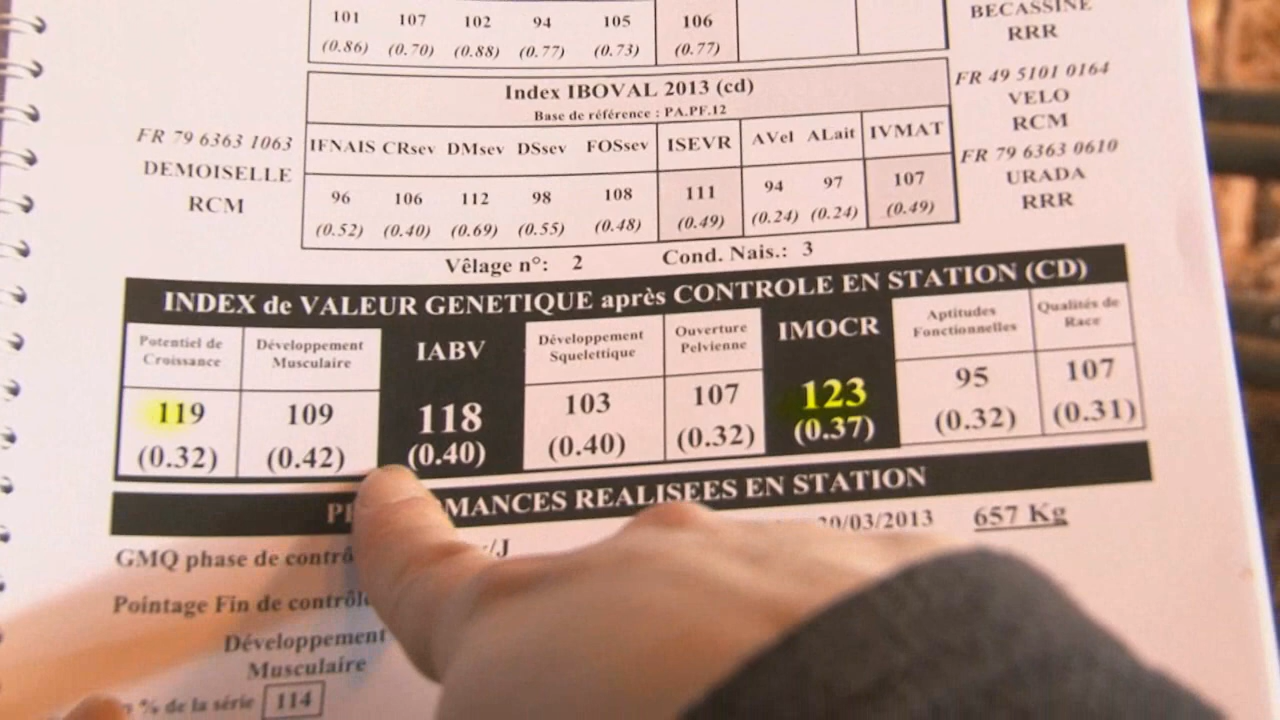 101 107 102 94 105 106
(0.86) (0.70) (0.88) (0.77) (0.73) (0.77)
BECASSINE
RRR
Index IBOVAL 2013 (cd)
Base de référence : PA.PF.12
FR 79 6363 1063
DEMOISELLE
RCM
IFNAIS CRsev DMsev DSsev FOSsev ISEVR AVel ALait IVMAT
96 106 112 98 108 111 94 97 107
(0.52) (0.40) (0.69) (0.55) (0.48) (0.49) (0.24) (0.24) (0.49)
FR 49 5101 0164
VELO
RCM
FR 79 6363 0610
URADA
RRR
Vêlage n°: 2 Cond. Nais.: 3
INDEX de VALEUR GENETIQUE après CONTROLE EN STATION (CD)
Potentiel de
Croissance
119
(0.32)
Développement
Musculaire
109
(0.42)
IABV
118
(0.40)
Développement
Squelettique
103
(0.40)
Ouverture
Pelvienne
107
(0.32)
IMOCR
123
(0.37)
Aptitudes
Fonctionnelles
95
(0.32)
Qualités de
Race
107
(0.31)
MANCES REALISEES EN STATION
GMQ phase de contrô /J 20/03/2013 657 Kg
Pointage Fin de contrôle
Développement
Musculaire
% de la série 114